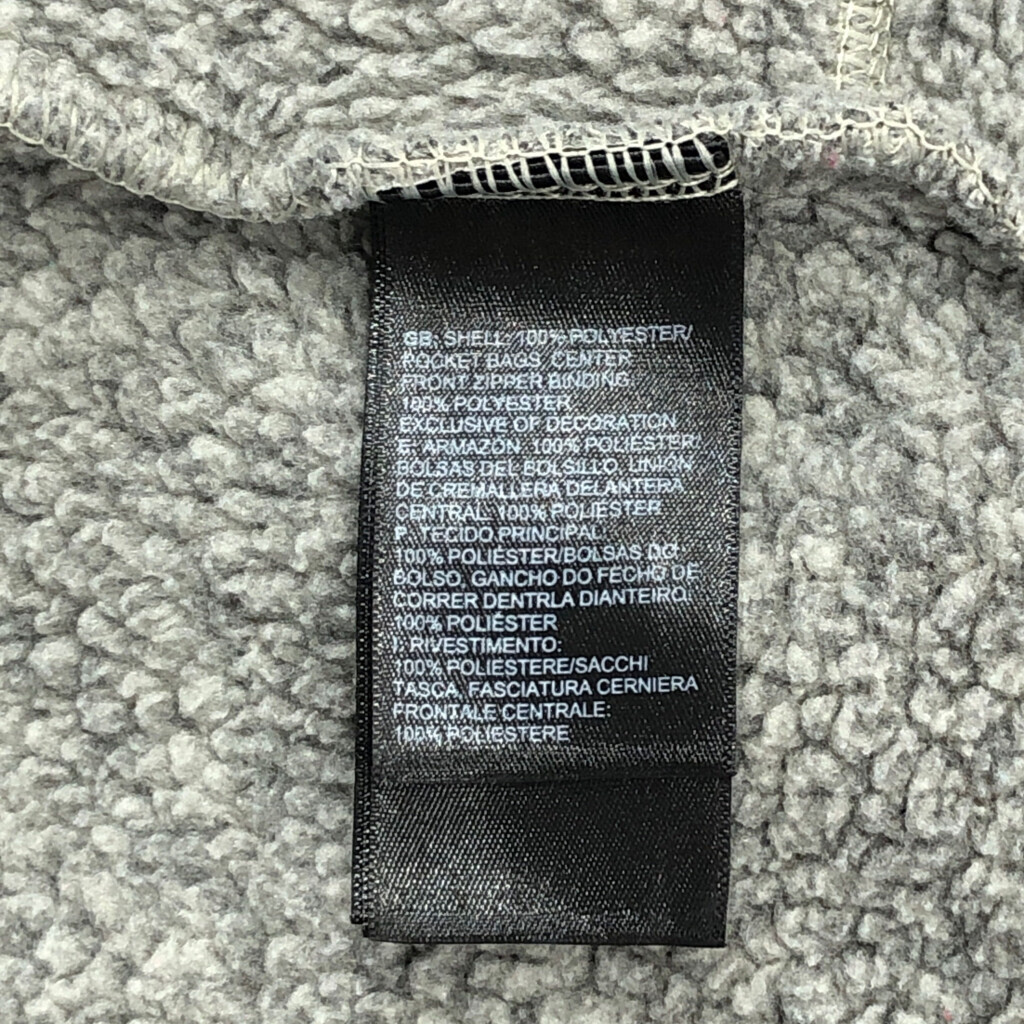 GB: SHELL: 100% POLYESTER/
POCKET BAGS, CENTER
FRONT ZIPPER BINDING:
100% POLYESTER
EXCLUSIVE OF DECORATION
E: ARMAZÓN: 100% POLIÉSTER/
BOLSAS DEL BOLSILLO, UNIÓN
DE CREMALLERA DELANTERA
CENTRAL: 100% POLIÉSTER
P: TECIDO PRINCIPAL:
100% POLIÉSTER/BOLSAS DO
BOLSO, GANCHO DO FECHO DE
CORRER DENTRLA DIANTEIRO:
100% POLIÉSTER
I: RIVESTIMENTO:
100% POLIESTERE/SACCHI
TASCA, FASCIATURA CERNIERA
FRONTALE CENTRALE:
100% POLIESTERE